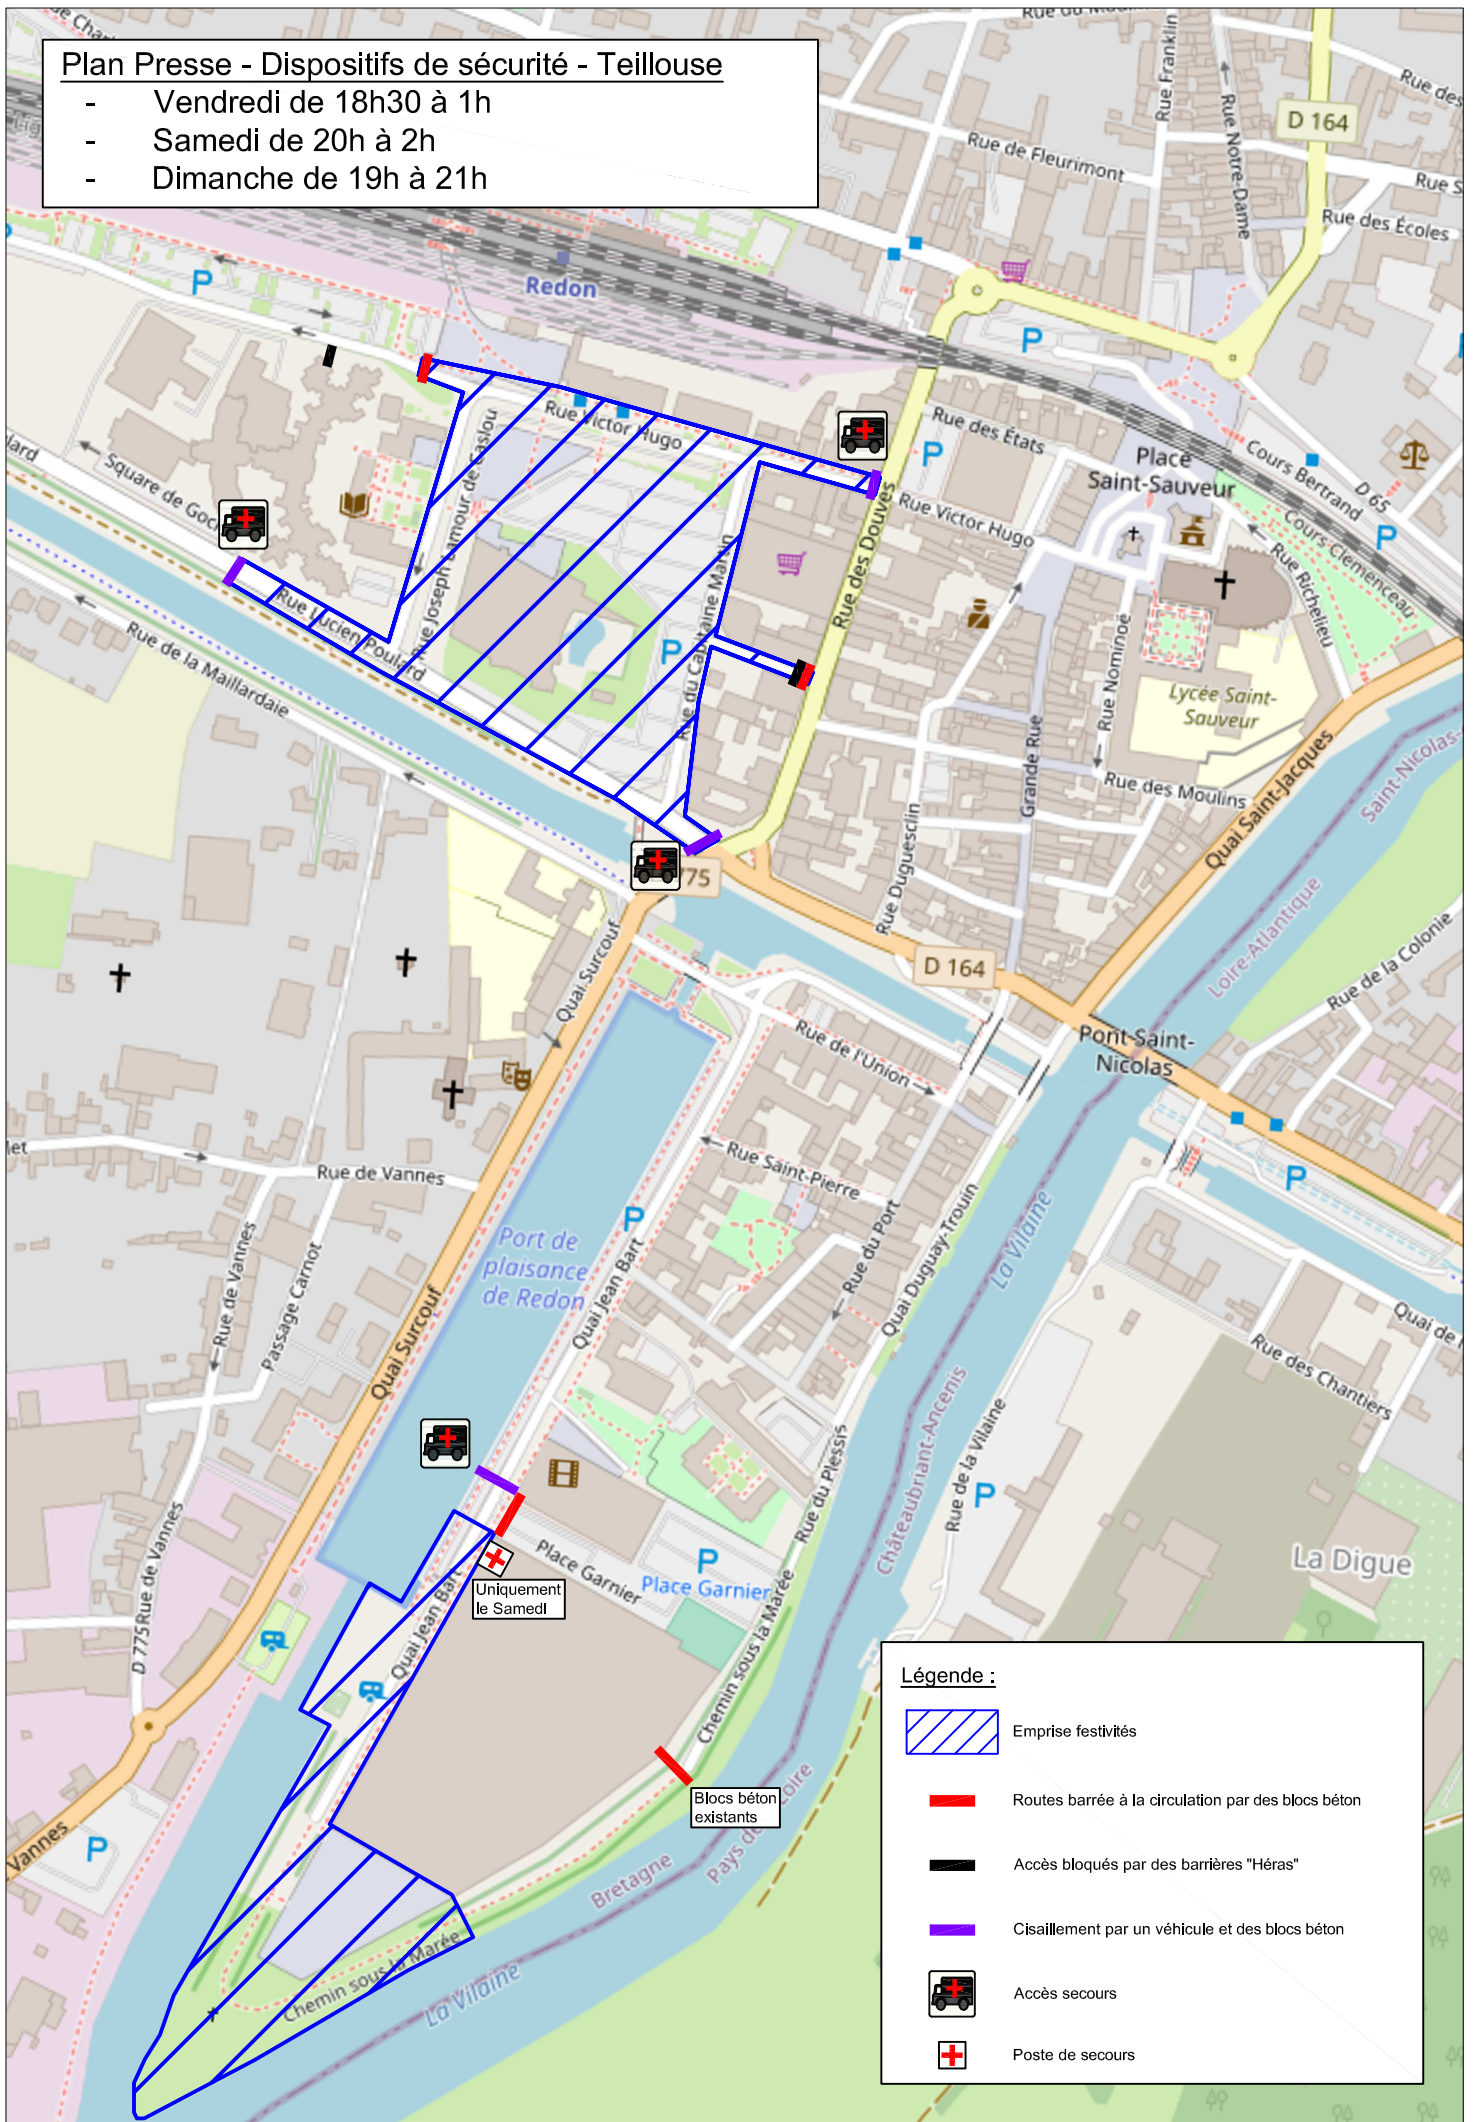 Plan Presse - Dispositifs de sécurité - Teillouse
- Vendredi de 18h30 à 1h
- Samedi de 20h à 2h
- Dimanche de 19h à 21h
Rue Franklin
Rue des
D 164
Rue Notre-Dame
Rue de Fleurimont
Rue S
Rue des Écoles
P
Redon
P
Rue Victor Hugo
Rue des États
P
Place
Saint-Sauveur
Cours Bertrand
D 65
P
Square de
Rue Joseph Lamour de Caslou
Rue Victor Hugo
Cours Clemenceau
Rue Richelieu
Rue du Capitaine Martin
Rue des Douves
Rue Lucien Poulard
P
Rue Nominoë
Lycée Saint-
Sauveur
Rue de la Maillardaie
Grande Rue
Rue des Moulins
Quai Saint-Jacques
Saint-Nicolas-
Rue Duguesclin
75
Loire-Atlantique
Rue de la Colonie
Quai Surcouf
D 164
Rue de l'Union
Pont Saint-
Nicolas
let
Rue de Vannes
Rue Saint-Pierre
P
P
Rue du Port
Quai Duguay-Trouin
La Vilaine
Port de
plaisance
de Redon
Rue de Vannes
Passage Carnot
Quai Jean Bart
Quai Surcouf
Quai de
Rue des Chantiers
Châteaubriant-Ancenis
Rue du Plessis
Rue de la Vilaine
P
Rue de Vannes
D 775
Place Garnier
P
Place Garnier
La Digue
Uniquement
le Samedi
Quai Jean Bart
Chemin sous la Marée
Blocs béton
existants
Vannes
P
Bretagne
Pays de
Loire
Chemin sous la Marée
La Vilaine
Légende :
Emprise festivités
Routes barrée à la circulation par des blocs béton
Accès bloqués par des barrières "Héras"
Cisaillement par un véhicule et des blocs béton
Accès secours
Poste de secours